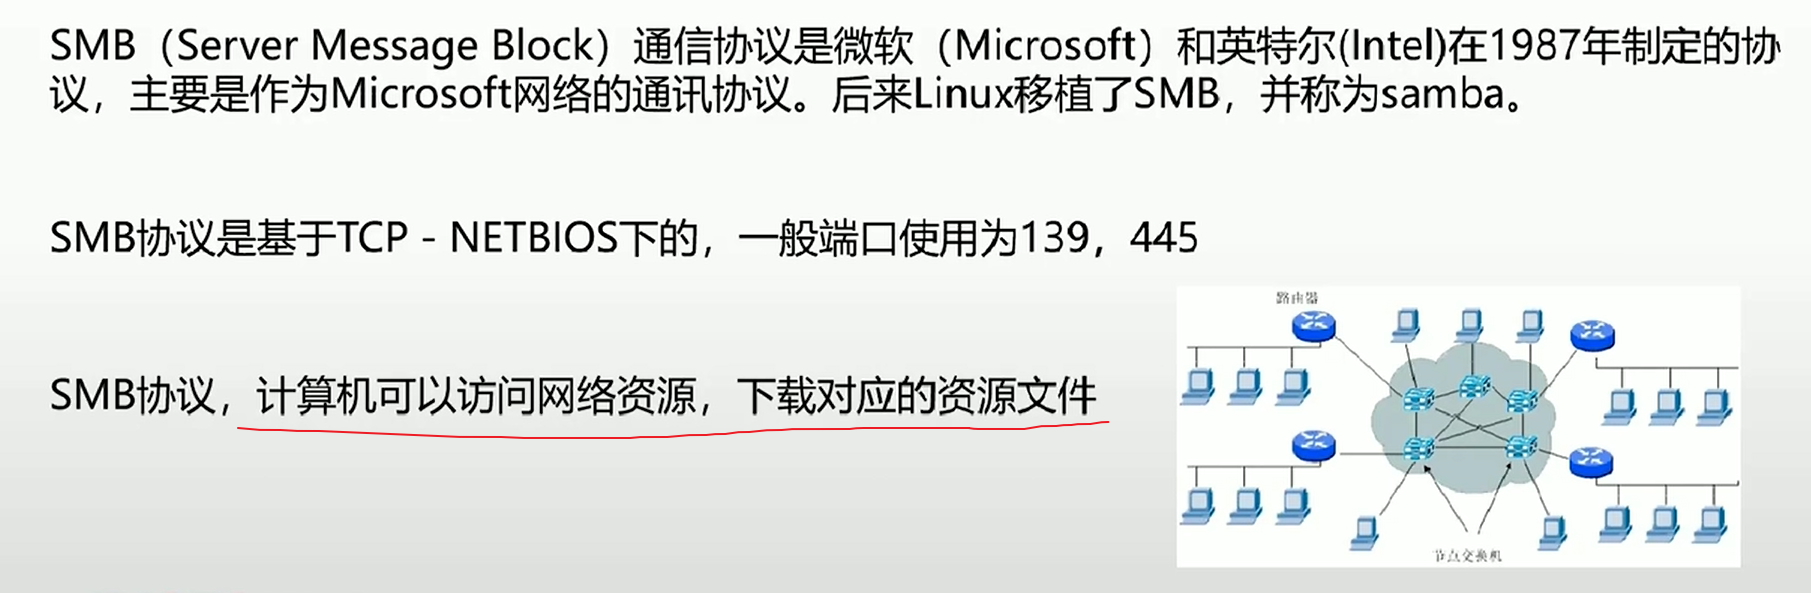 SMB（Server Message Block）通信协议是微软（Microsoft）和英特尔(Intel)在1987年制定的协
议，主要是作为Microsoft网络的通讯协议。后来Linux移植了SMB，并称为samba。
SMB协议是基于TCP - NETBIOS下的，一般端口使用为139，445
SMB协议，计算机可以访问网络资源，下载对应的资源文件
路由器
节点交换机